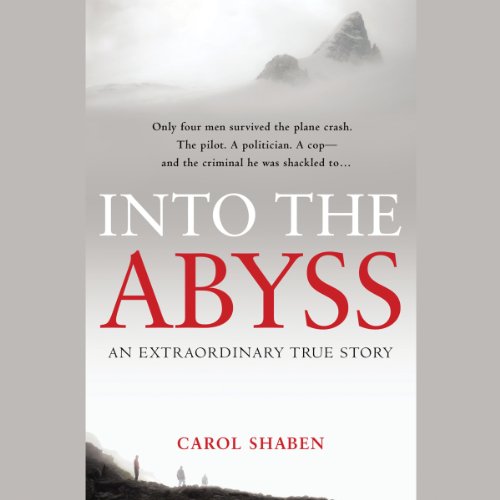 Only four men survived the plane crash.
The pilot. A politician. A cop—
and the criminal he was shackled to…
INTO THE
ABYSS
AN EXTRAORDINARY TRUE STORY
CAROL SHABEN